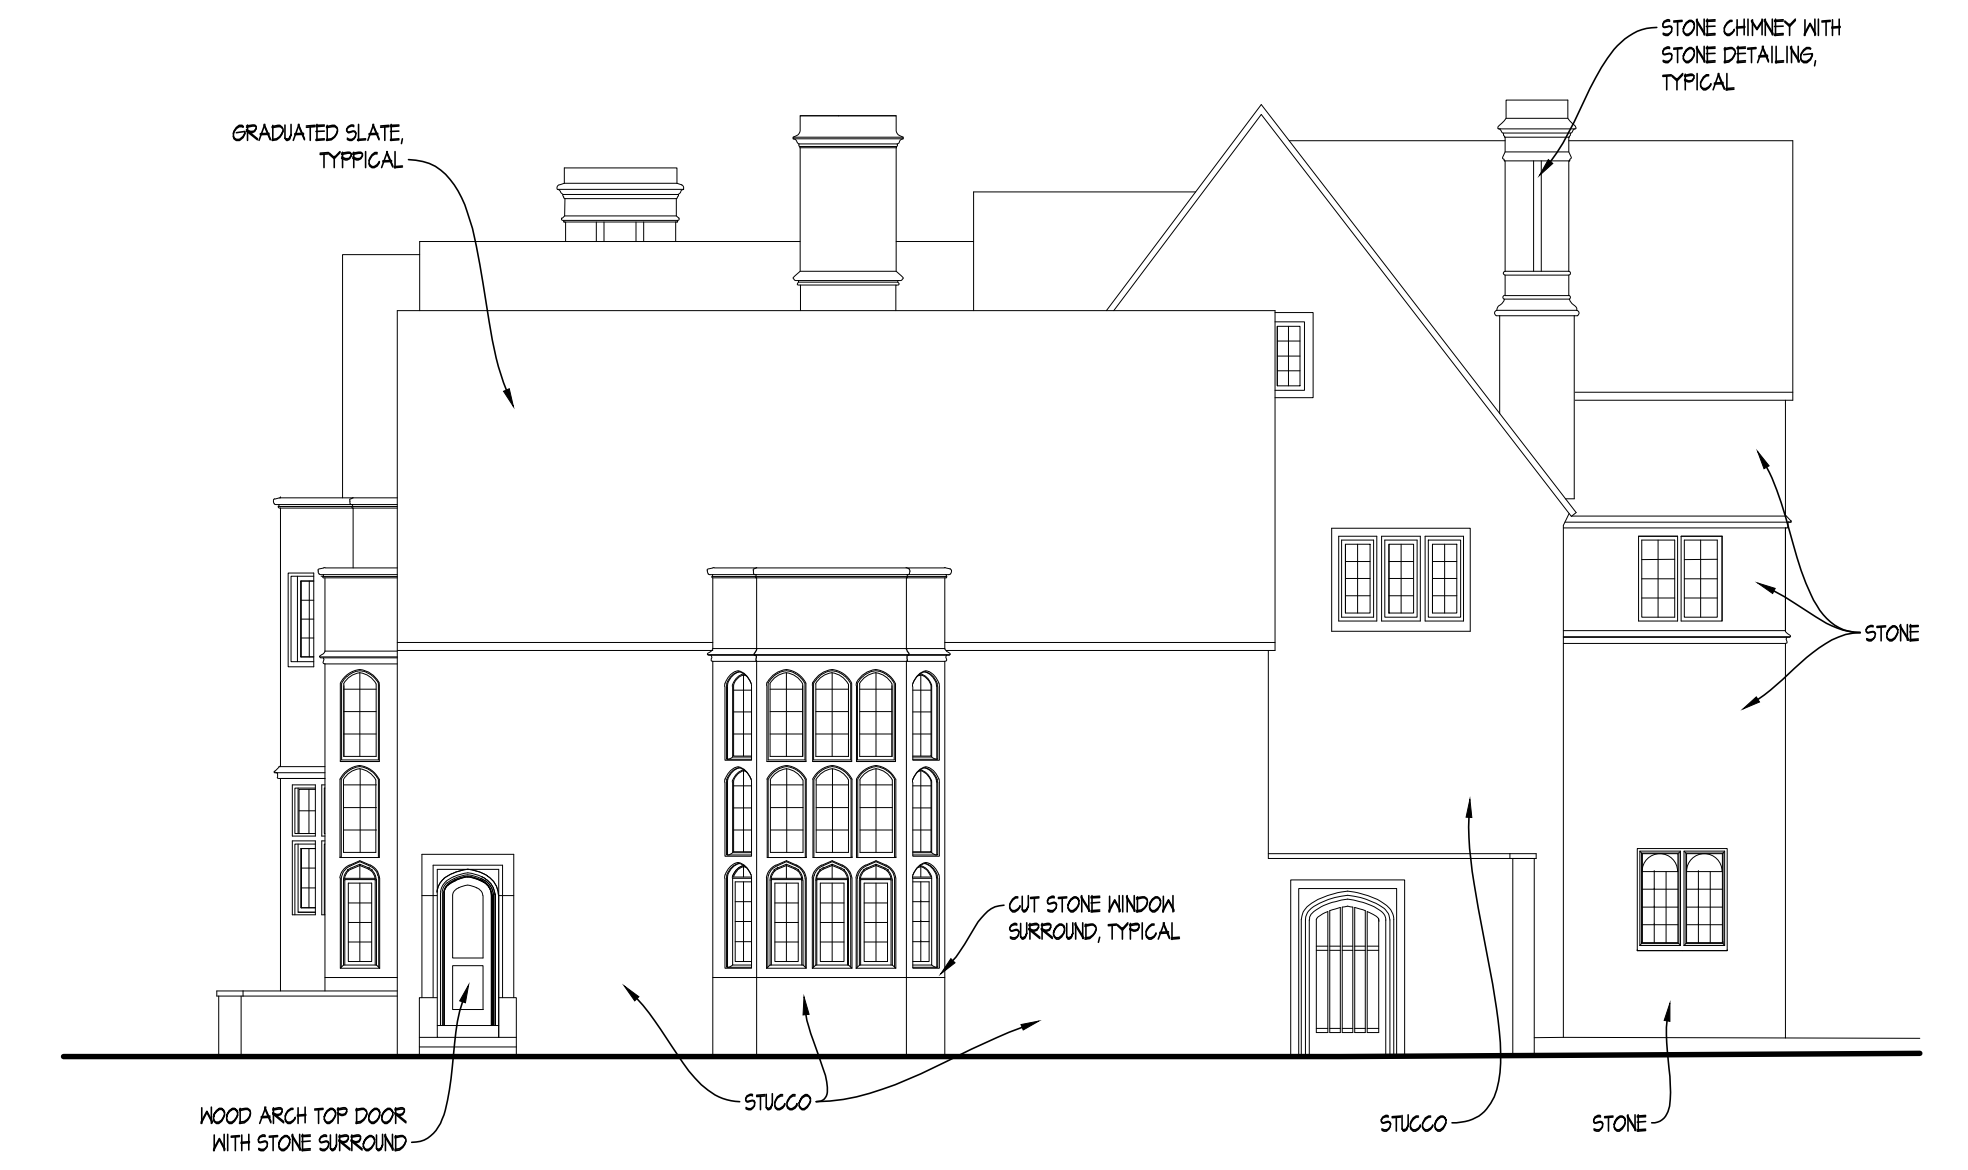 STONE CHIMNEY WITH
STONE DETAILING,
TYPICAL
GRADUATED SLATE,
TYPPICAL
STONE
CUT STONE WINDOW
SURROUND, TYPICAL
STUCCO
WOOD ARCH TOP DOOR
WITH STONE SURROUND
STUCCO
STONE